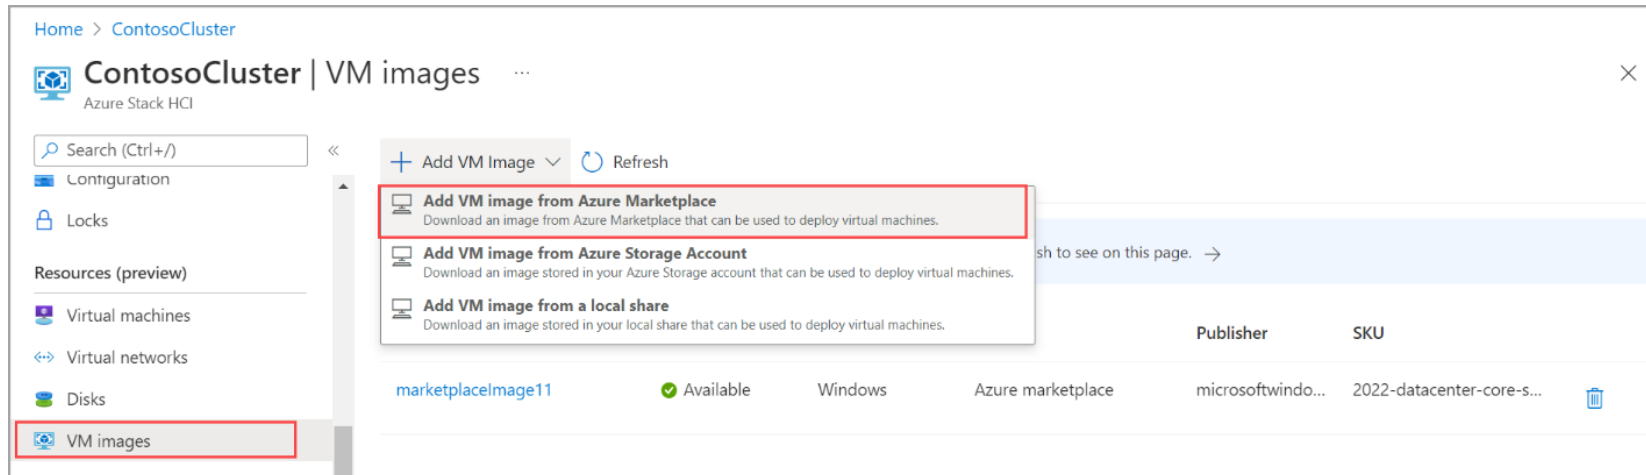 Home > ContosoCluster
ContosoCluster | VM images ...
Azure Stack HCI
Search (Ctrl+/)
Configuration
Locks
Resources (preview)
Virtual machines
Virtual networks
Disks
VM images
Add VM Image
Refresh
Add VM image from Azure Marketplace
Download an image from Azure Marketplace that can be used to deploy virtual machines.
Add VM image from Azure Storage Account
Download an image stored in your Azure Storage account that can be used to deploy virtual machines.
Add VM image from a local share
Download an image stored in your local share that can be used to deploy virtual machines.
sh to see on this page. →
Publisher SKU
marketplaceImage11 Available Windows Azure marketplace microsoftwindo... 2022-datacenter-core-s...